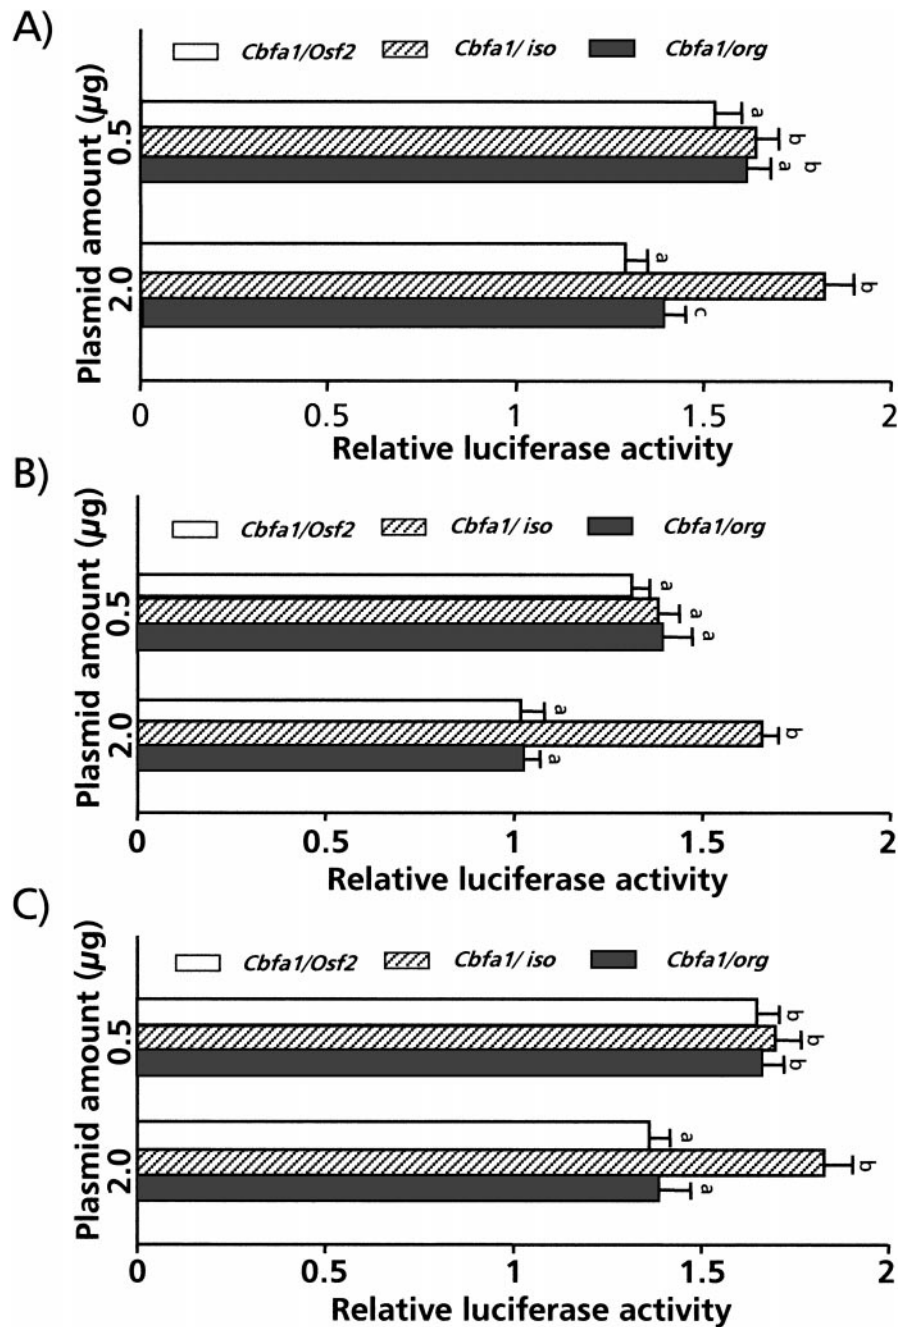 A)
Cbfa1/Osf2 Cbfa1/ iso Cbfa1/org
Plasmid amount (µg)
0.5
a
b
a b
2.0
a
b
c
0 0.5 1 1.5 2
Relative luciferase activity
B)
Cbfa1/Osf2 Cbfa1/ iso Cbfa1/org
Plasmid amount (µg)
0.5
a
a
a
2.0
a
b
a
0 0.5 1 1.5 2
Relative luciferase activity
C)
Cbfa1/Osf2 Cbfa1/ iso Cbfa1/org
Plasmid amount (µg)
0.5
b
b
b
2.0
a
b
a
0 0.5 1 1.5 2
Relative luciferase activity